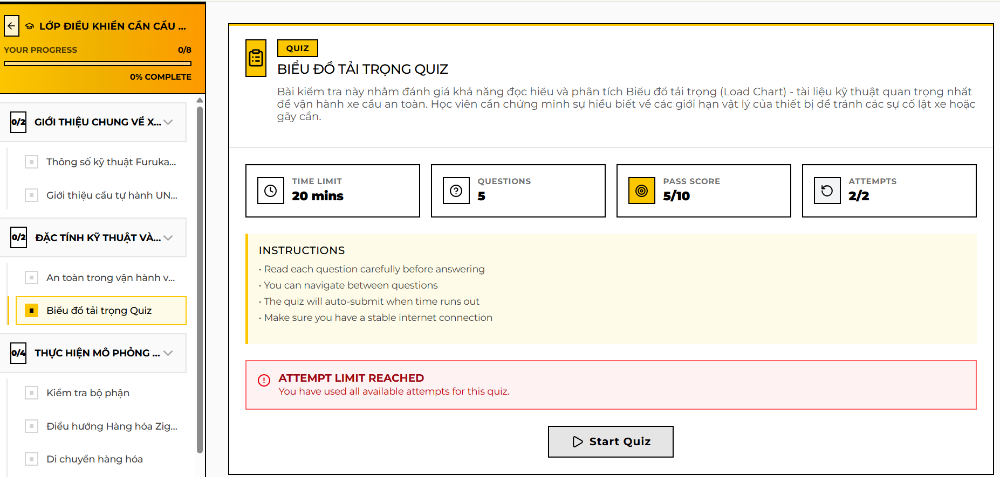 LỚP ĐIỀU KHIỂN CẦN CẨU ...
YOUR PROGRESS
0/8
0% COMPLETE
0/2
GIỚI THIỆU CHUNG VỀ X...
Thông số kỹ thuật Furuka...
Giới thiệu cẩu tự hành UN...
0/2
ĐẶC TÍNH KỸ THUẬT VÀ...
An toàn trong vận hành v...
Biểu đồ tải trọng Quiz
0/4
THỰC HIỆN MÔ PHỎNG ...
Kiểm tra bộ phận
Điều hướng Hàng hóa Zig...
Di chuyển hàng hóa
QUIZ
BIỂU ĐỒ TẢI TRỌNG QUIZ
Bài kiểm tra này nhằm đánh giá khả năng đọc hiểu và phân tích Biểu đồ tải trọng (Load Chart) - tài liệu kỹ thuật quan trọng nhất
để vận hành xe cẩu an toàn. Học viên cần chứng minh sự hiểu biết về các giới hạn vật lý của thiết bị để tránh các sự cố lật xe hoặc
gãy cần.
TIME LIMIT
20 mins
QUESTIONS
5
PASS SCORE
5/10
ATTEMPTS
2/2
INSTRUCTIONS
• Read each question carefully before answering
• You can navigate between questions
• The quiz will auto-submit when time runs out
• Make sure you have a stable internet connection
ATTEMPT LIMIT REACHED
You have used all available attempts for this quiz.
Start Quiz